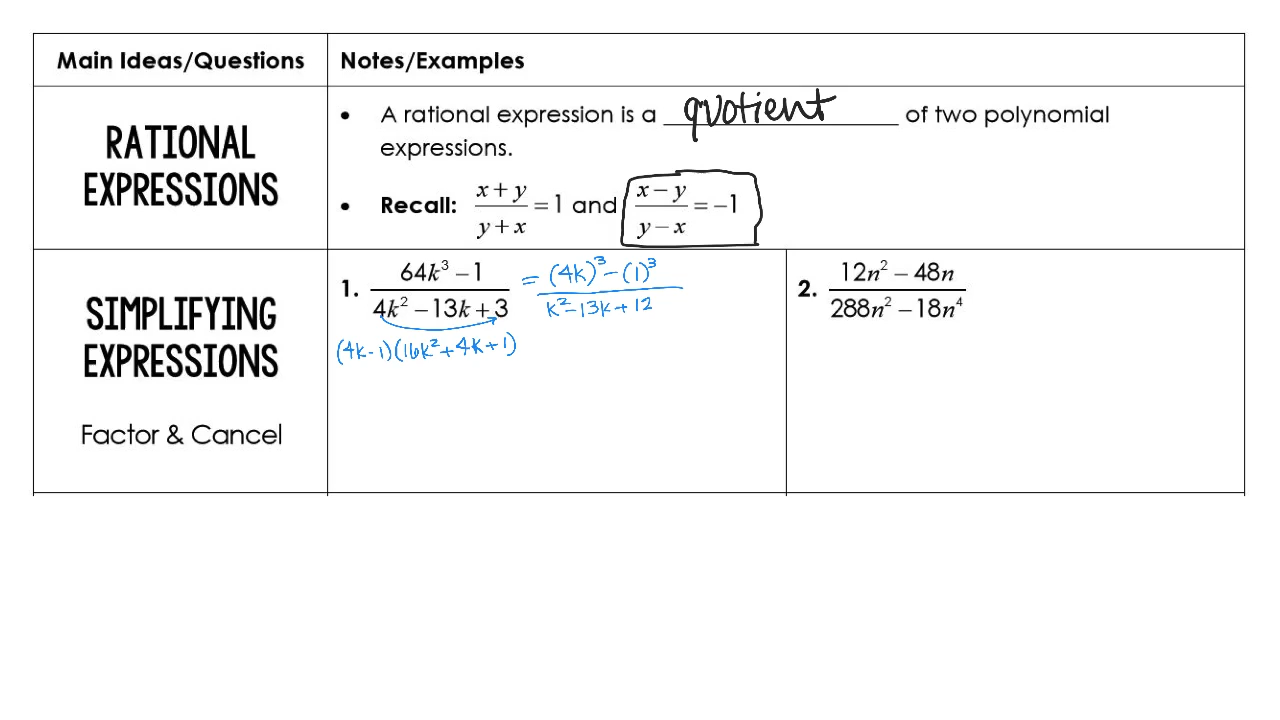 Main Ideas/Questions
Notes/Examples
RATIONAL
EXPRESSIONS
• A rational expression is a quotient of two polynomial
expressions.
• Recall: (x + y)/(y + x) = 1 and (x − y)/(y − x) = −1
SIMPLIFYING
EXPRESSIONS
Factor & Cancel
1. (64k³ − 1)/(4k² − 13k + 3) = ((4k)³ − (1)³)/(k² − 13k + 12)
(4k-1)(16k² + 4k + 1)
2. (12n² − 48n)/(288n² − 18n⁴)